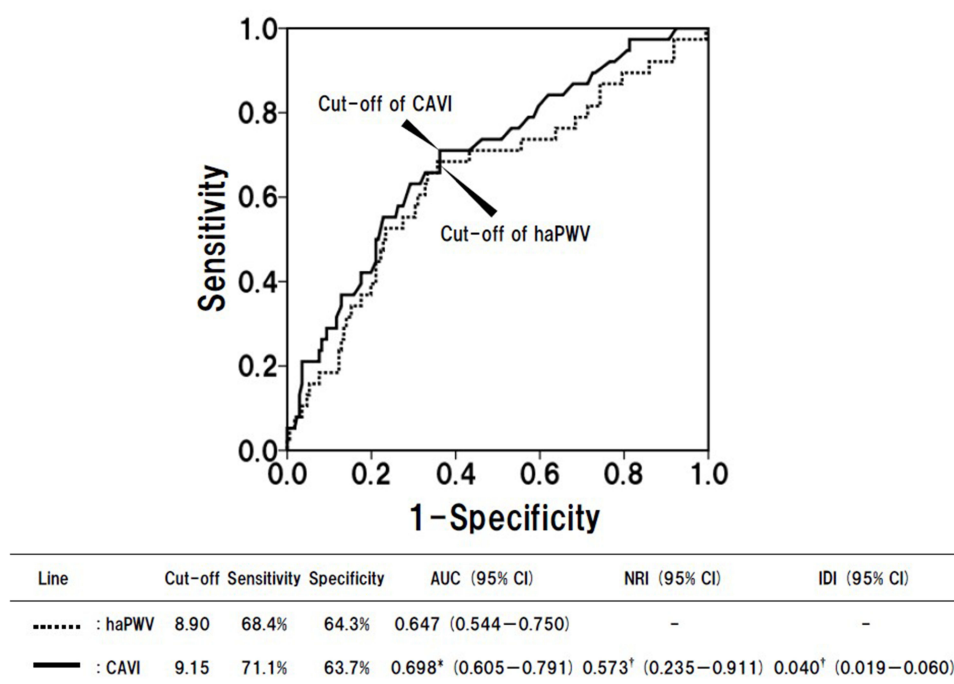 1.0
0.8
0.6
0.4
0.2
0.0
Sensitivity
Cut-off of CAVI
Cut-off of haPWV
0.0 0.2 0.4 0.6 0.8 1.0
1-Specificity
Line Cut-off Sensitivity Specificity AUC (95% CI) NRI (95% CI) IDI (95% CI)
: haPWV 8.90 68.4% 64.3% 0.647 (0.544-0.750) - -
: CAVI 9.15 71.1% 63.7% 0.698* (0.605-0.791) 0.573† (0.235-0.911) 0.040† (0.019-0.060)